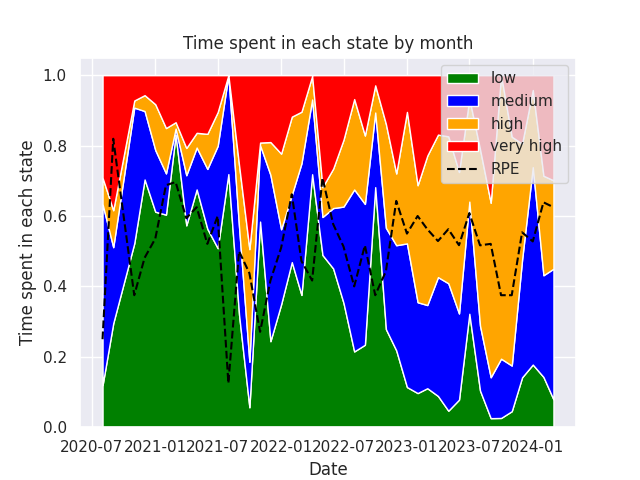 Time spent in each state by month
low
medium
high
very high
RPE
Time spent in each state
1.0
0.8
0.6
0.4
0.2
0.0
2020-07 2021-01 2021-07 2022-01 2022-07 2023-01 2023-07 2024-01
Date